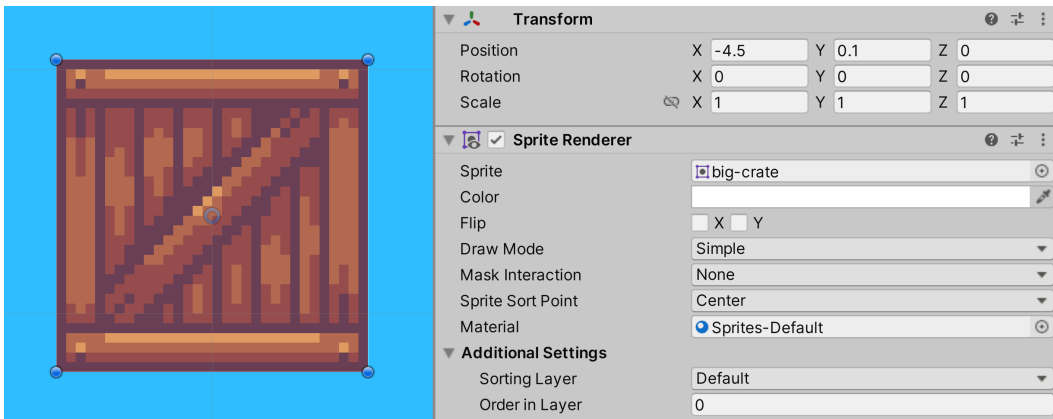 Transform
Position X -4.5 Y 0.1 Z 0
Rotation X 0 Y 0 Z 0
Scale X 1 Y 1 Z 1
Sprite Renderer
Sprite big-crate
Color
Flip X Y
Draw Mode Simple
Mask Interaction None
Sprite Sort Point Center
Material Sprites-Default
Additional Settings
Sorting Layer Default
Order in Layer 0